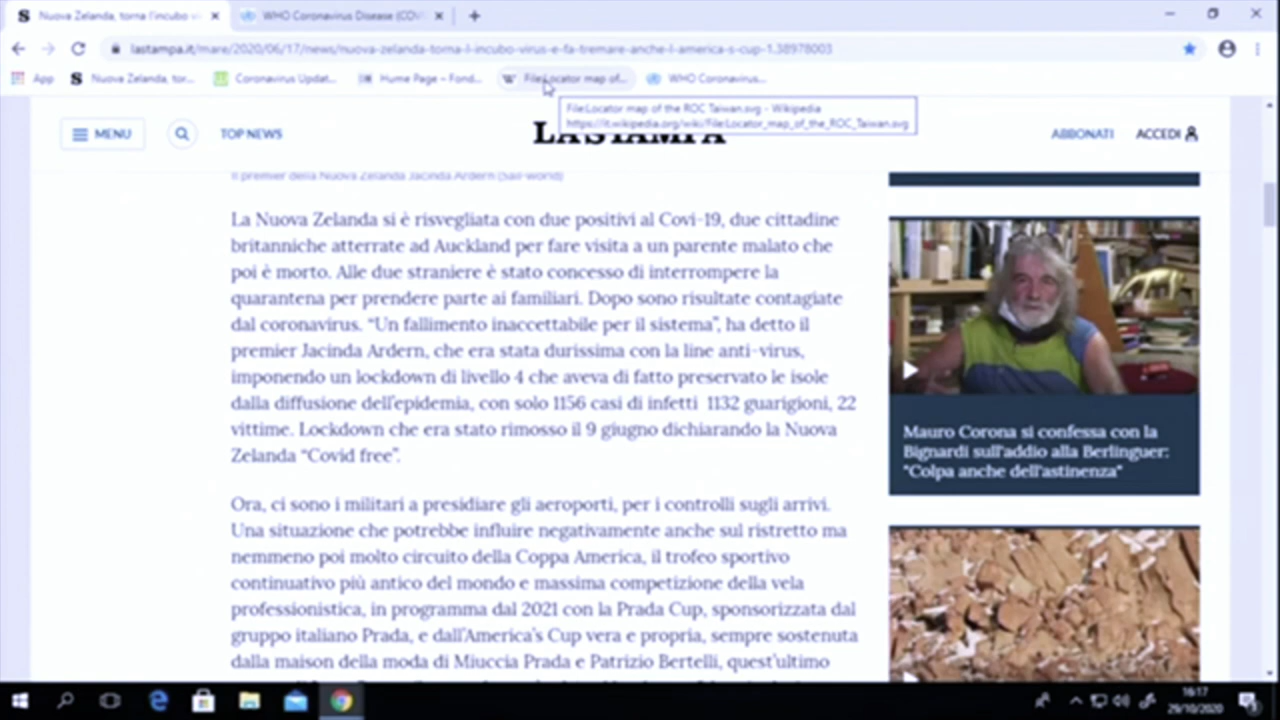 Nuova Zelanda, torna l'incubo vi
WHO Coronavirus Disease (COVI
lastampa.it/mare/2020/06/17/news/nuova-zelanda-torna-l-incubo-virus-e-fa-tremare-anche-l-america-s-cup-1.38978003
App
Nuova Zelanda, tor...
Coronavirus Updat...
Home Page – Fond...
File:Locator map of...
WHO Coronavirus...
File:Locator map of the ROC Taiwan.svg - Wikipedia
https://it.wikipedia.org/wiki/File:Locator_map_of_the_ROC_Taiwan.svg
MENU
TOP NEWS
LA STAMPA
ABBONATI
ACCEDI
Il premier della Nuova Zelanda Jacinda Ardern (Sail-world)
La Nuova Zelanda si è risvegliata con due positivi al Covi-19, due cittadine
britanniche atterrate ad Auckland per fare visita a un parente malato che
poi è morto. Alle due straniere è stato concesso di interrompere la
quarantena per prendere parte ai familiari. Dopo sono risultate contagiate
dal coronavirus. “Un fallimento inaccettabile per il sistema”, ha detto il
premier Jacinda Ardern, che era stata durissima con la line anti-virus,
imponendo un lockdown di livello 4 che aveva di fatto preservato le isole
dalla diffusione dell'epidemia, con solo 1156 casi di infetti 1132 guarigioni, 22
vittime. Lockdown che era stato rimosso il 9 giugno dichiarando la Nuova
Zelanda “Covid free”.
Ora, ci sono i militari a presidiare gli aeroporti, per i controlli sugli arrivi.
Una situazione che potrebbe influire negativamente anche sul ristretto ma
nemmeno poi molto circuito della Coppa America, il trofeo sportivo
continuativo più antico del mondo e massima competizione della vela
professionistica, in programma dal 2021 con la Prada Cup, sponsorizzata dal
gruppo italiano Prada, e dall'America's Cup vera e propria, sempre sostenuta
dalla maison della moda di Miuccia Prada e Patrizio Bertelli, quest'ultimo
Mauro Corona si confessa con la
Bignardi sull'addio alla Berlinguer:
"Colpa anche dell'astinenza"
16:17
29/10/2020